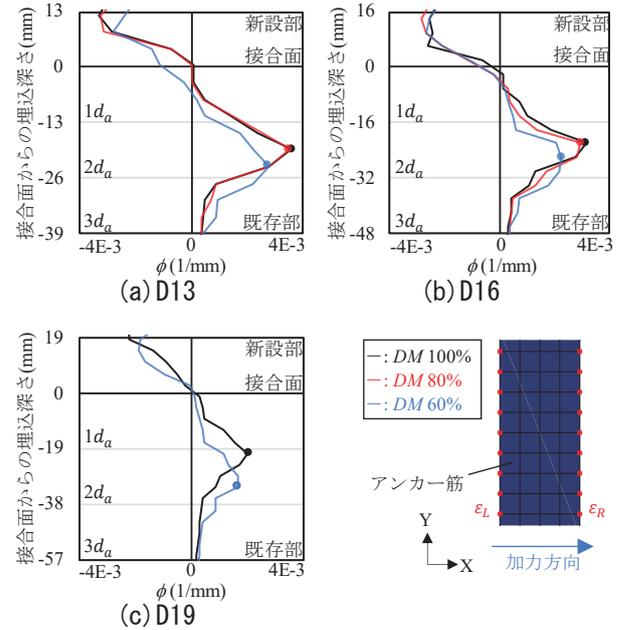 接合面からの埋込深さ(mm)
13
0
-13
-26
-39
新設部
接合面
1d_a
2d_a
3d_a
既存部
-4E-3
0
4E-3
ϕ (1/mm)
(a) D13
接合面からの埋込深さ(mm)
16
0
-16
-32
-48
新設部
接合面
1d_a
2d_a
3d_a
既存部
-4E-3
0
4E-3
ϕ (1/mm)
(b) D16
接合面からの埋込深さ(mm)
19
0
-19
-38
-57
新設部
接合面
1d_a
2d_a
3d_a
既存部
-4E-3
0
4E-3
ϕ (1/mm)
(c) D19
—: DM 100%
—: DM 80%
—: DM 60%
アンカー筋
ε_L
ε_R
Y
X
加力方向